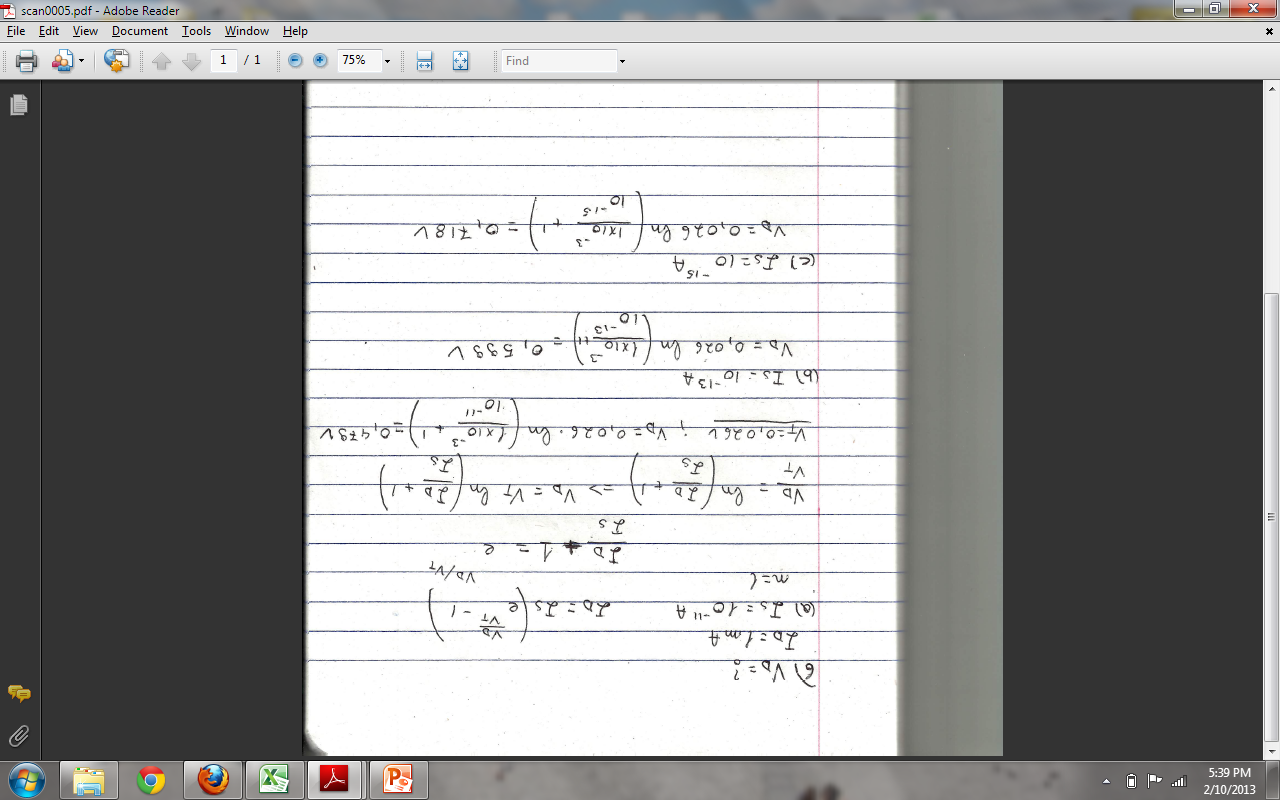 scan0005.pdf - Adobe Reader
File Edit View Document Tools Window Help
1 / 1 75% Find
6) VD = ?
ID = 1mA
(a) Is = 10^-11 A ID = Is (e^(VD/VT) - 1)
n = 1
ID/Is + 1 = e^(VD/VT)
VD/VT = ln (ID/Is + 1) => VD = VT ln (ID/Is + 1)
VT = 0,026V ; VD = 0,026 · ln (1x10^-3/10^-11 + 1) = 0,479V
(b) Is = 10^-13 A
VD = 0,026 ln (1x10^-3/10^-13 + 1) = 0,599 V
(c) Is = 10^-15 A
VD = 0,026 ln (1x10^-3/10^-15 + 1) = 0,718 V
5:39 PM
2/10/2013